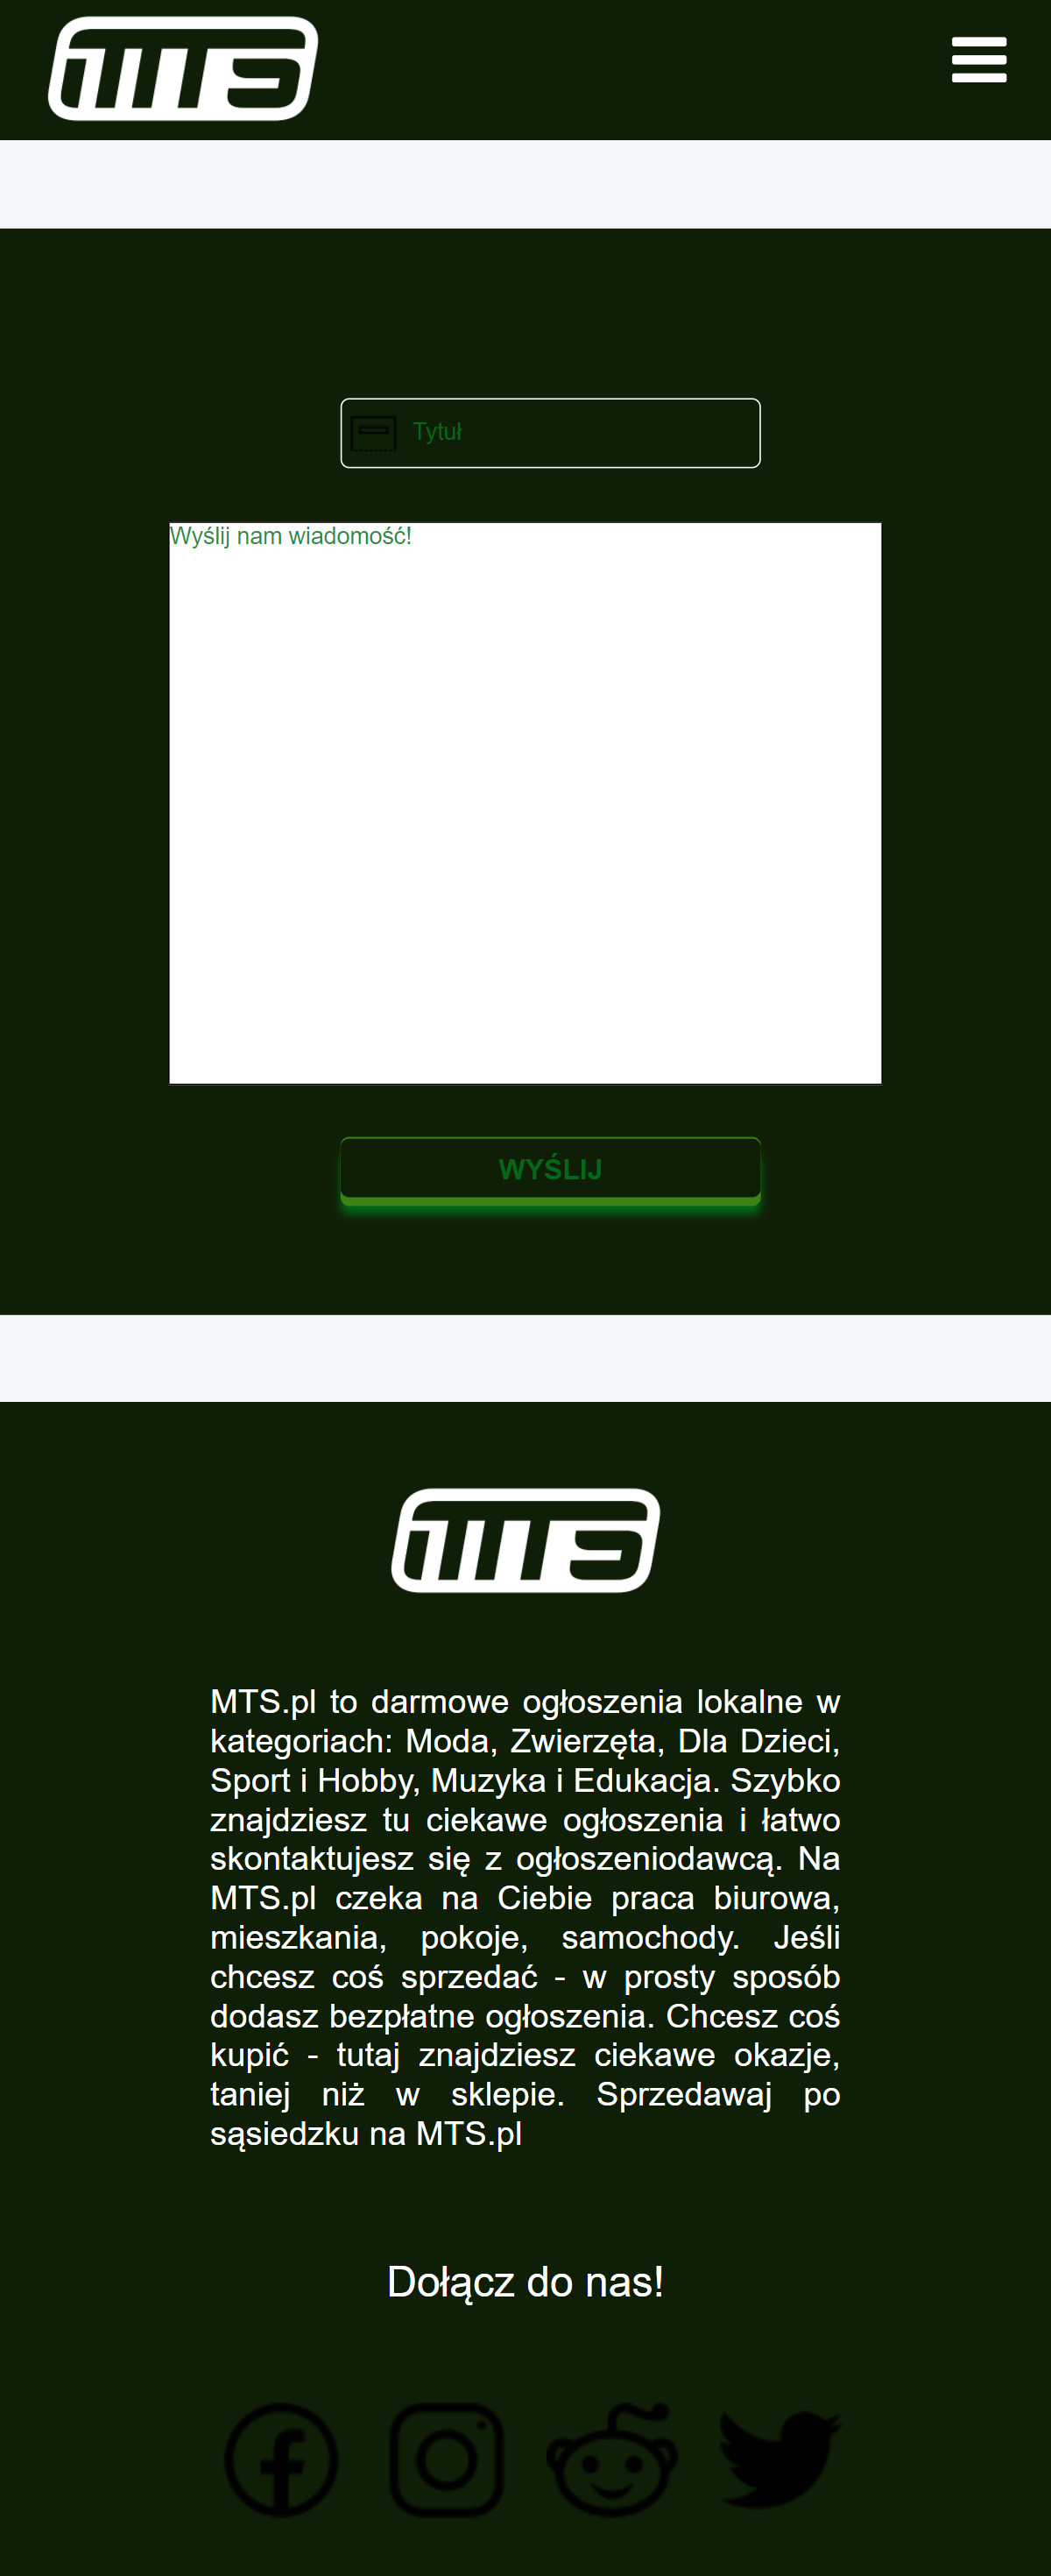 MTS
Tytuł
Wyślij nam wiadomość!
WYŚLIJ
MTS
MTS.pl to darmowe ogłoszenia lokalne w
kategoriach: Moda, Zwierzęta, Dla Dzieci,
Sport i Hobby, Muzyka i Edukacja. Szybko
znajdziesz tu ciekawe ogłoszenia i łatwo
skontaktujesz się z ogłoszeniodawcą. Na
MTS.pl czeka na Ciebie praca biurowa,
mieszkania, pokoje, samochody. Jeśli
chcesz coś sprzedać - w prosty sposób
dodasz bezpłatne ogłoszenia. Chcesz coś
kupić - tutaj znajdziesz ciekawe okazje,
taniej niż w sklepie. Sprzedawaj po
sąsiedzku na MTS.pl
Dołącz do nas!